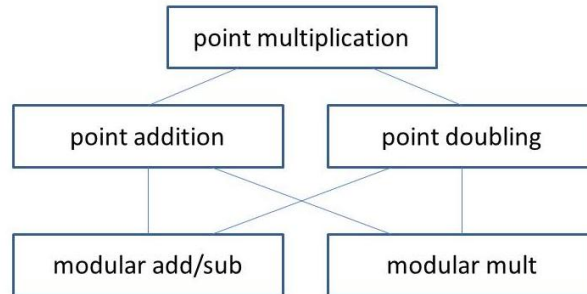 point multiplication
point addition
point doubling
modular add/sub
modular mult